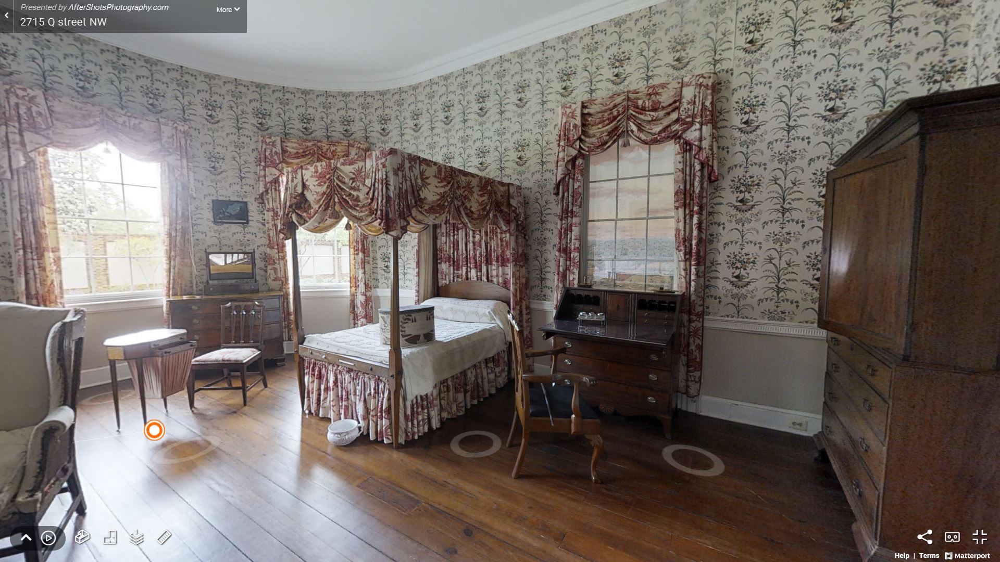 Presented by AfterShotsPhotography.com
More
2715 Q street NW
Help | Terms Matterport